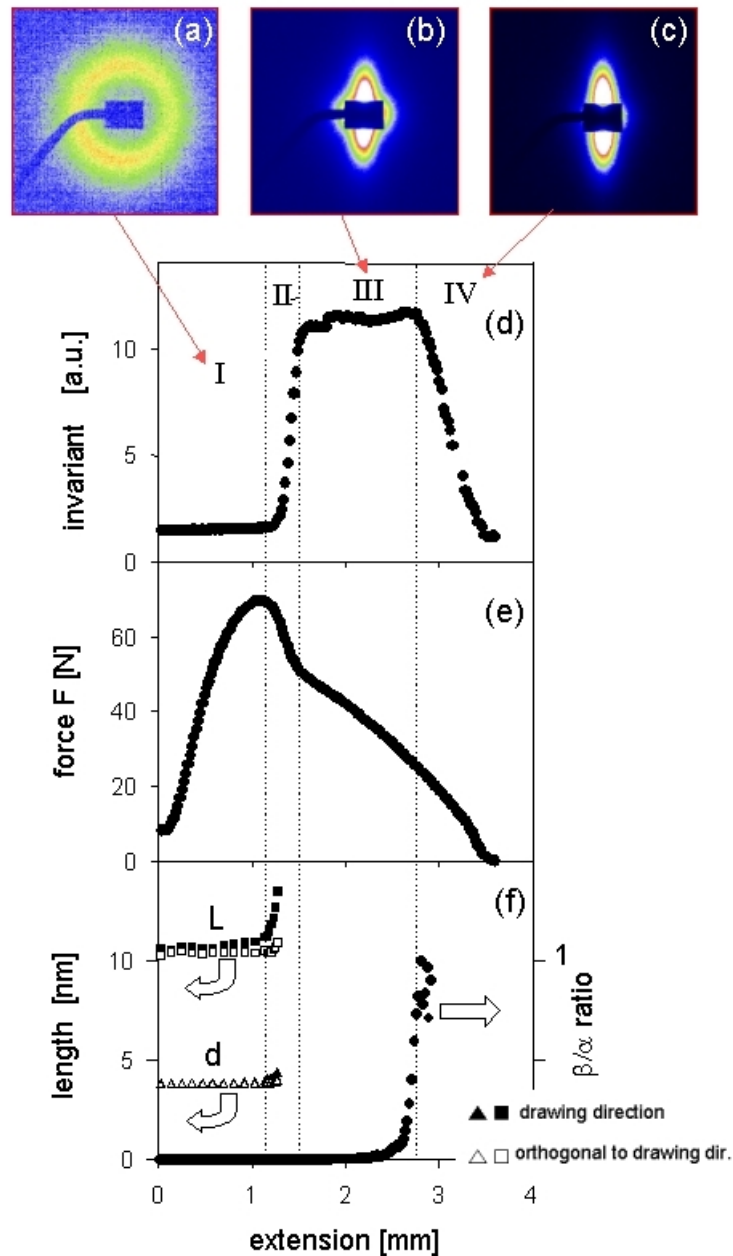 (a) (b) (c)
I II III IV
(d)
10
5
0
invariant [a.u.]
(e)
60
40
20
0
force F [N]
(f)
L
10 1
d
5
0
length [nm]
β/α ratio
▲ ■ drawing direction
△ □ orthogonal to drawing dir.
0 1 2 3 4
extension [mm]